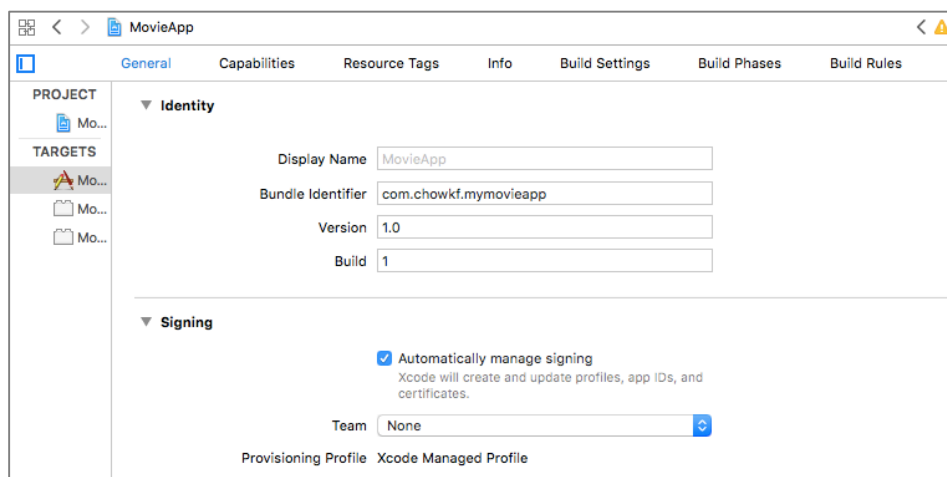 MovieApp
General Capabilities Resource Tags Info Build Settings Build Phases Build Rules
PROJECT
Mo...
TARGETS
Mo...
Mo...
Mo...
Identity
Display Name MovieApp
Bundle Identifier com.chowkf.mymovieapp
Version 1.0
Build 1
Signing
Automatically manage signing
Xcode will create and update profiles, app IDs, and
certificates.
Team None
Provisioning Profile Xcode Managed Profile